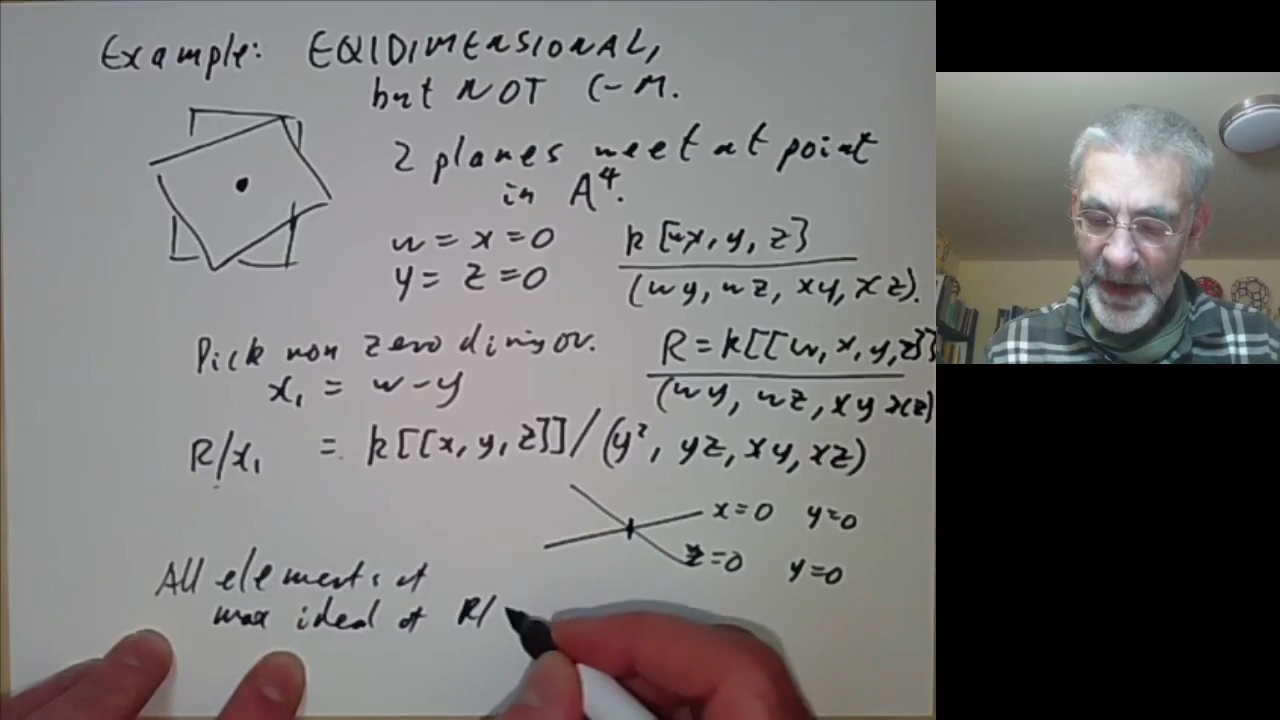 Example: EQIDIMENSIONAL,
but NOT C-M.
2 planes meet at point
in A⁴.
w = x = 0
y = z = 0
k[wx, y, z]
(wy, wz, xy, xz).
Pick non zero divisor.
x₁ = w - y
R = k[[w, x, y, z]]
(wy, wz, xy xz)
R/x₁ = k[[x, y, z]]/(y², yz, xy, xz)
x=0 y=0
z=0 y=0
All elements of
max ideal of R/